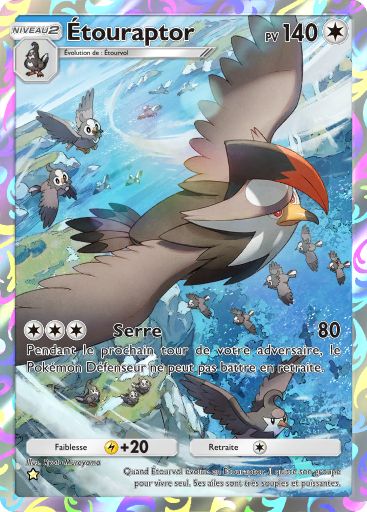 NIVEAU 2
Étouraptor
PV 140
Évolution de : Étourvol
Serre 80
Pendant le prochain tour de votre adversaire, le
Pokémon Défenseur ne peut pas battre en retraite.
Faiblesse +20
Retraite
Illus.
Quand Étourvol évolue en Étouraptor, il quitte son groupe
pour vivre seul. Ses ailes sont très souples et puissantes.